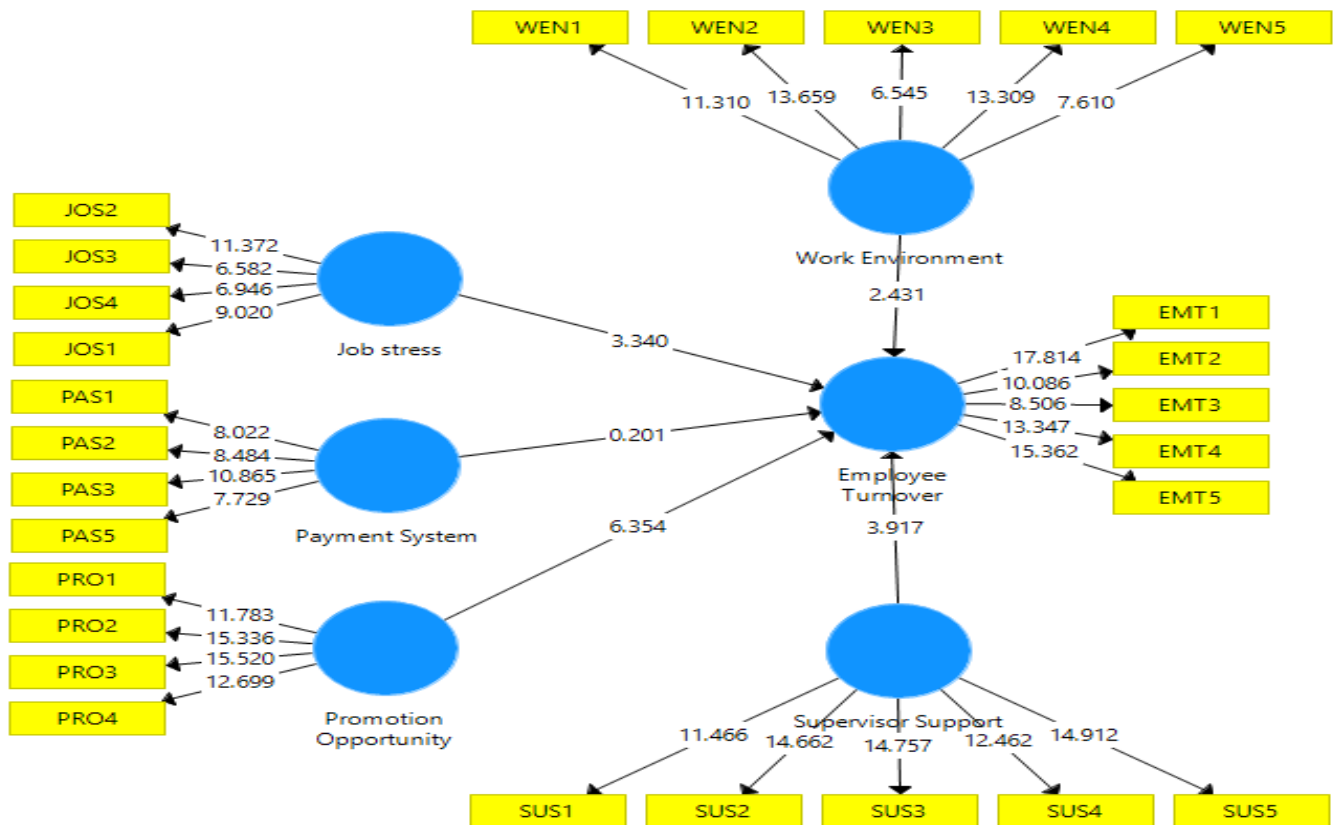 WEN1 WEN2 WEN3 WEN4 WEN5
11.310 13.659 6.545 13.309 7.610
Work Environment
2.431
JOS2
JOS3
JOS4
JOS1
11.372
6.582
6.946
9.020
Job stress
3.340
PAS1
PAS2
PAS3
PAS5
8.022
8.484
10.865
7.729
Payment System
0.201
PRO1
PRO2
PRO3
PRO4
11.783
15.336
15.520
12.699
Promotion
Opportunity
6.354
Employee
Turnover
17.814
10.086
8.506
13.347
15.362
EMT1
EMT2
EMT3
EMT4
EMT5
3.917
Supervisor Support
11.466 14.662 14.757 12.462 14.912
SUS1 SUS2 SUS3 SUS4 SUS5